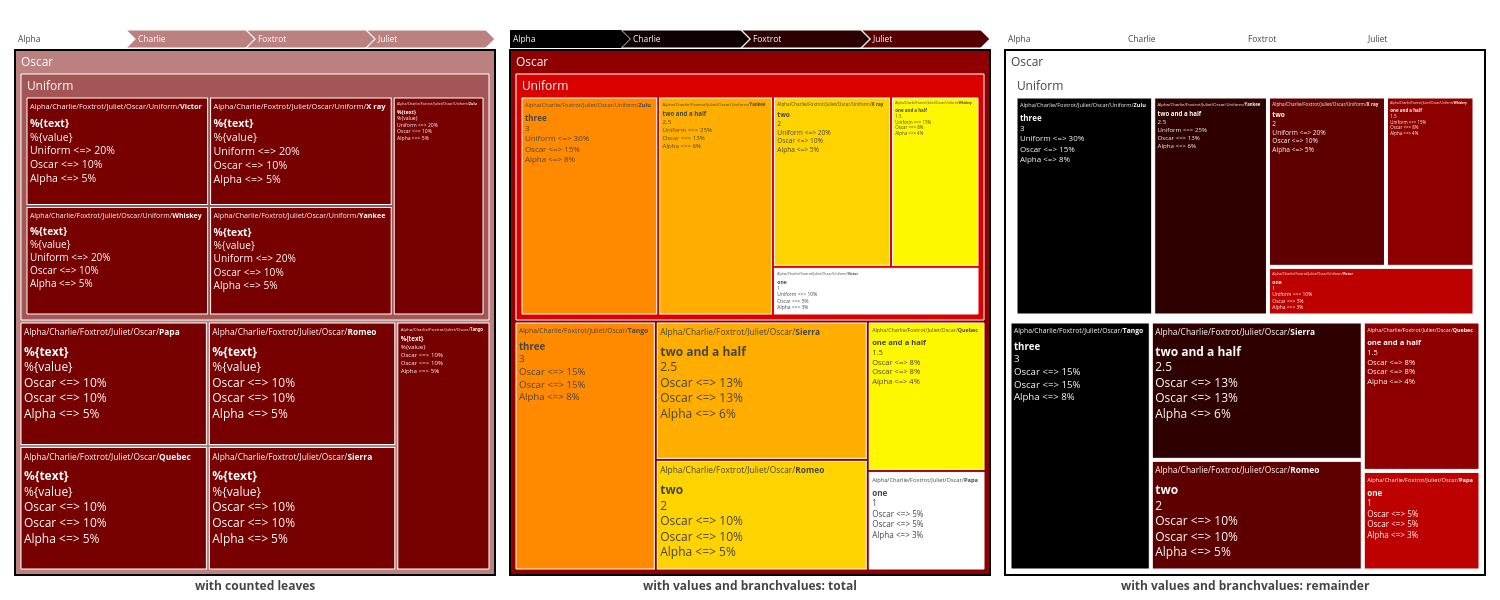 Alpha
Charlie
Foxtrot
Juliet
Oscar
Uniform
Alpha/Charlie/Foxtrot/Juliet/Oscar/Uniform/Victor
%{text}
%{value}
Uniform <=> 20%
Oscar <=> 10%
Alpha <=> 5%
Alpha/Charlie/Foxtrot/Juliet/Oscar/Uniform/X ray
%{text}
%{value}
Uniform <=> 20%
Oscar <=> 10%
Alpha <=> 5%
Alpha/Charlie/Foxtrot/Juliet/Oscar/Uniform/Zulu
%{text}
%{value}
Uniform <=> 20%
Oscar <=> 10%
Alpha <=> 5%
Alpha/Charlie/Foxtrot/Juliet/Oscar/Uniform/Whiskey
%{text}
%{value}
Uniform <=> 20%
Oscar <=> 10%
Alpha <=> 5%
Alpha/Charlie/Foxtrot/Juliet/Oscar/Uniform/Yankee
%{text}
%{value}
Uniform <=> 20%
Oscar <=> 10%
Alpha <=> 5%
Alpha/Charlie/Foxtrot/Juliet/Oscar/Papa
%{text}
%{value}
Oscar <=> 10%
Oscar <=> 10%
Alpha <=> 5%
Alpha/Charlie/Foxtrot/Juliet/Oscar/Romeo
%{text}
%{value}
Oscar <=> 10%
Oscar <=> 10%
Alpha <=> 5%
Alpha/Charlie/Foxtrot/Juliet/Oscar/Tango
%{text}
%{value}
Oscar <=> 10%
Oscar <=> 10%
Alpha <=> 5%
Alpha/Charlie/Foxtrot/Juliet/Oscar/Quebec
%{text}
%{value}
Oscar <=> 10%
Oscar <=> 10%
Alpha <=> 5%
Alpha/Charlie/Foxtrot/Juliet/Oscar/Sierra
%{text}
%{value}
Oscar <=> 10%
Oscar <=> 10%
Alpha <=> 5%
with counted leaves
Alpha
Charlie
Foxtrot
Juliet
Oscar
Uniform
Alpha/Charlie/Foxtrot/Juliet/Oscar/Uniform/Zulu
three
3
Uniform <=> 30%
Oscar <=> 15%
Alpha <=> 8%
Alpha/Charlie/Foxtrot/Juliet/Oscar/Uniform/Yankee
two and a half
2.5
Uniform <=> 25%
Oscar <=> 13%
Alpha <=> 6%
Alpha/Charlie/Foxtrot/Juliet/Oscar/Uniform/X ray
two
2
Uniform <=> 20%
Oscar <=> 10%
Alpha <=> 5%
Alpha/Charlie/Foxtrot/Juliet/Oscar/Uniform/Whiskey
one and a half
1.5
Uniform <=> 15%
Oscar <=> 8%
Alpha <=> 4%
Alpha/Charlie/Foxtrot/Juliet/Oscar/Uniform/Victor
one
1
Uniform <=> 10%
Oscar <=> 5%
Alpha <=> 3%
Alpha/Charlie/Foxtrot/Juliet/Oscar/Tango
three
3
Oscar <=> 15%
Oscar <=> 15%
Alpha <=> 8%
Alpha/Charlie/Foxtrot/Juliet/Oscar/Sierra
two and a half
2.5
Oscar <=> 13%
Oscar <=> 13%
Alpha <=> 6%
Alpha/Charlie/Foxtrot/Juliet/Oscar/Quebec
one and a half
1.5
Oscar <=> 8%
Oscar <=> 8%
Alpha <=> 4%
Alpha/Charlie/Foxtrot/Juliet/Oscar/Romeo
two
2
Oscar <=> 10%
Oscar <=> 10%
Alpha <=> 5%
Alpha/Charlie/Foxtrot/Juliet/Oscar/Papa
one
1
Oscar <=> 5%
Oscar <=> 5%
Alpha <=> 3%
with values and branchvalues: total
Alpha
Charlie
Foxtrot
Juliet
Oscar
Uniform
Alpha/Charlie/Foxtrot/Juliet/Oscar/Uniform/Zulu
three
3
Uniform <=> 30%
Oscar <=> 15%
Alpha <=> 8%
Alpha/Charlie/Foxtrot/Juliet/Oscar/Uniform/Yankee
two and a half
2.5
Uniform <=> 25%
Oscar <=> 13%
Alpha <=> 6%
Alpha/Charlie/Foxtrot/Juliet/Oscar/Uniform/X ray
two
2
Uniform <=> 20%
Oscar <=> 10%
Alpha <=> 5%
Alpha/Charlie/Foxtrot/Juliet/Oscar/Uniform/Whiskey
one and a half
1.5
Uniform <=> 15%
Oscar <=> 8%
Alpha <=> 4%
Alpha/Charlie/Foxtrot/Juliet/Oscar/Uniform/Victor
one
1
Uniform <=> 10%
Oscar <=> 5%
Alpha <=> 3%
Alpha/Charlie/Foxtrot/Juliet/Oscar/Tango
three
3
Oscar <=> 15%
Oscar <=> 15%
Alpha <=> 8%
Alpha/Charlie/Foxtrot/Juliet/Oscar/Sierra
two and a half
2.5
Oscar <=> 13%
Oscar <=> 13%
Alpha <=> 6%
Alpha/Charlie/Foxtrot/Juliet/Oscar/Quebec
one and a half
1.5
Oscar <=> 8%
Oscar <=> 8%
Alpha <=> 4%
Alpha/Charlie/Foxtrot/Juliet/Oscar/Romeo
two
2
Oscar <=> 10%
Oscar <=> 10%
Alpha <=> 5%
Alpha/Charlie/Foxtrot/Juliet/Oscar/Papa
one
1
Oscar <=> 5%
Oscar <=> 5%
Alpha <=> 3%
with values and branchvalues: remainder